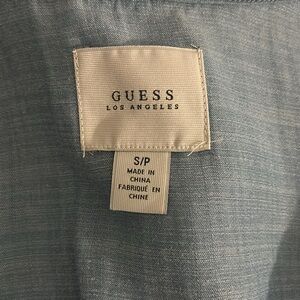 GUESS
LOS ANGELES
S/P
MADE IN
CHINA
FABRIQUÉ EN
CHINE